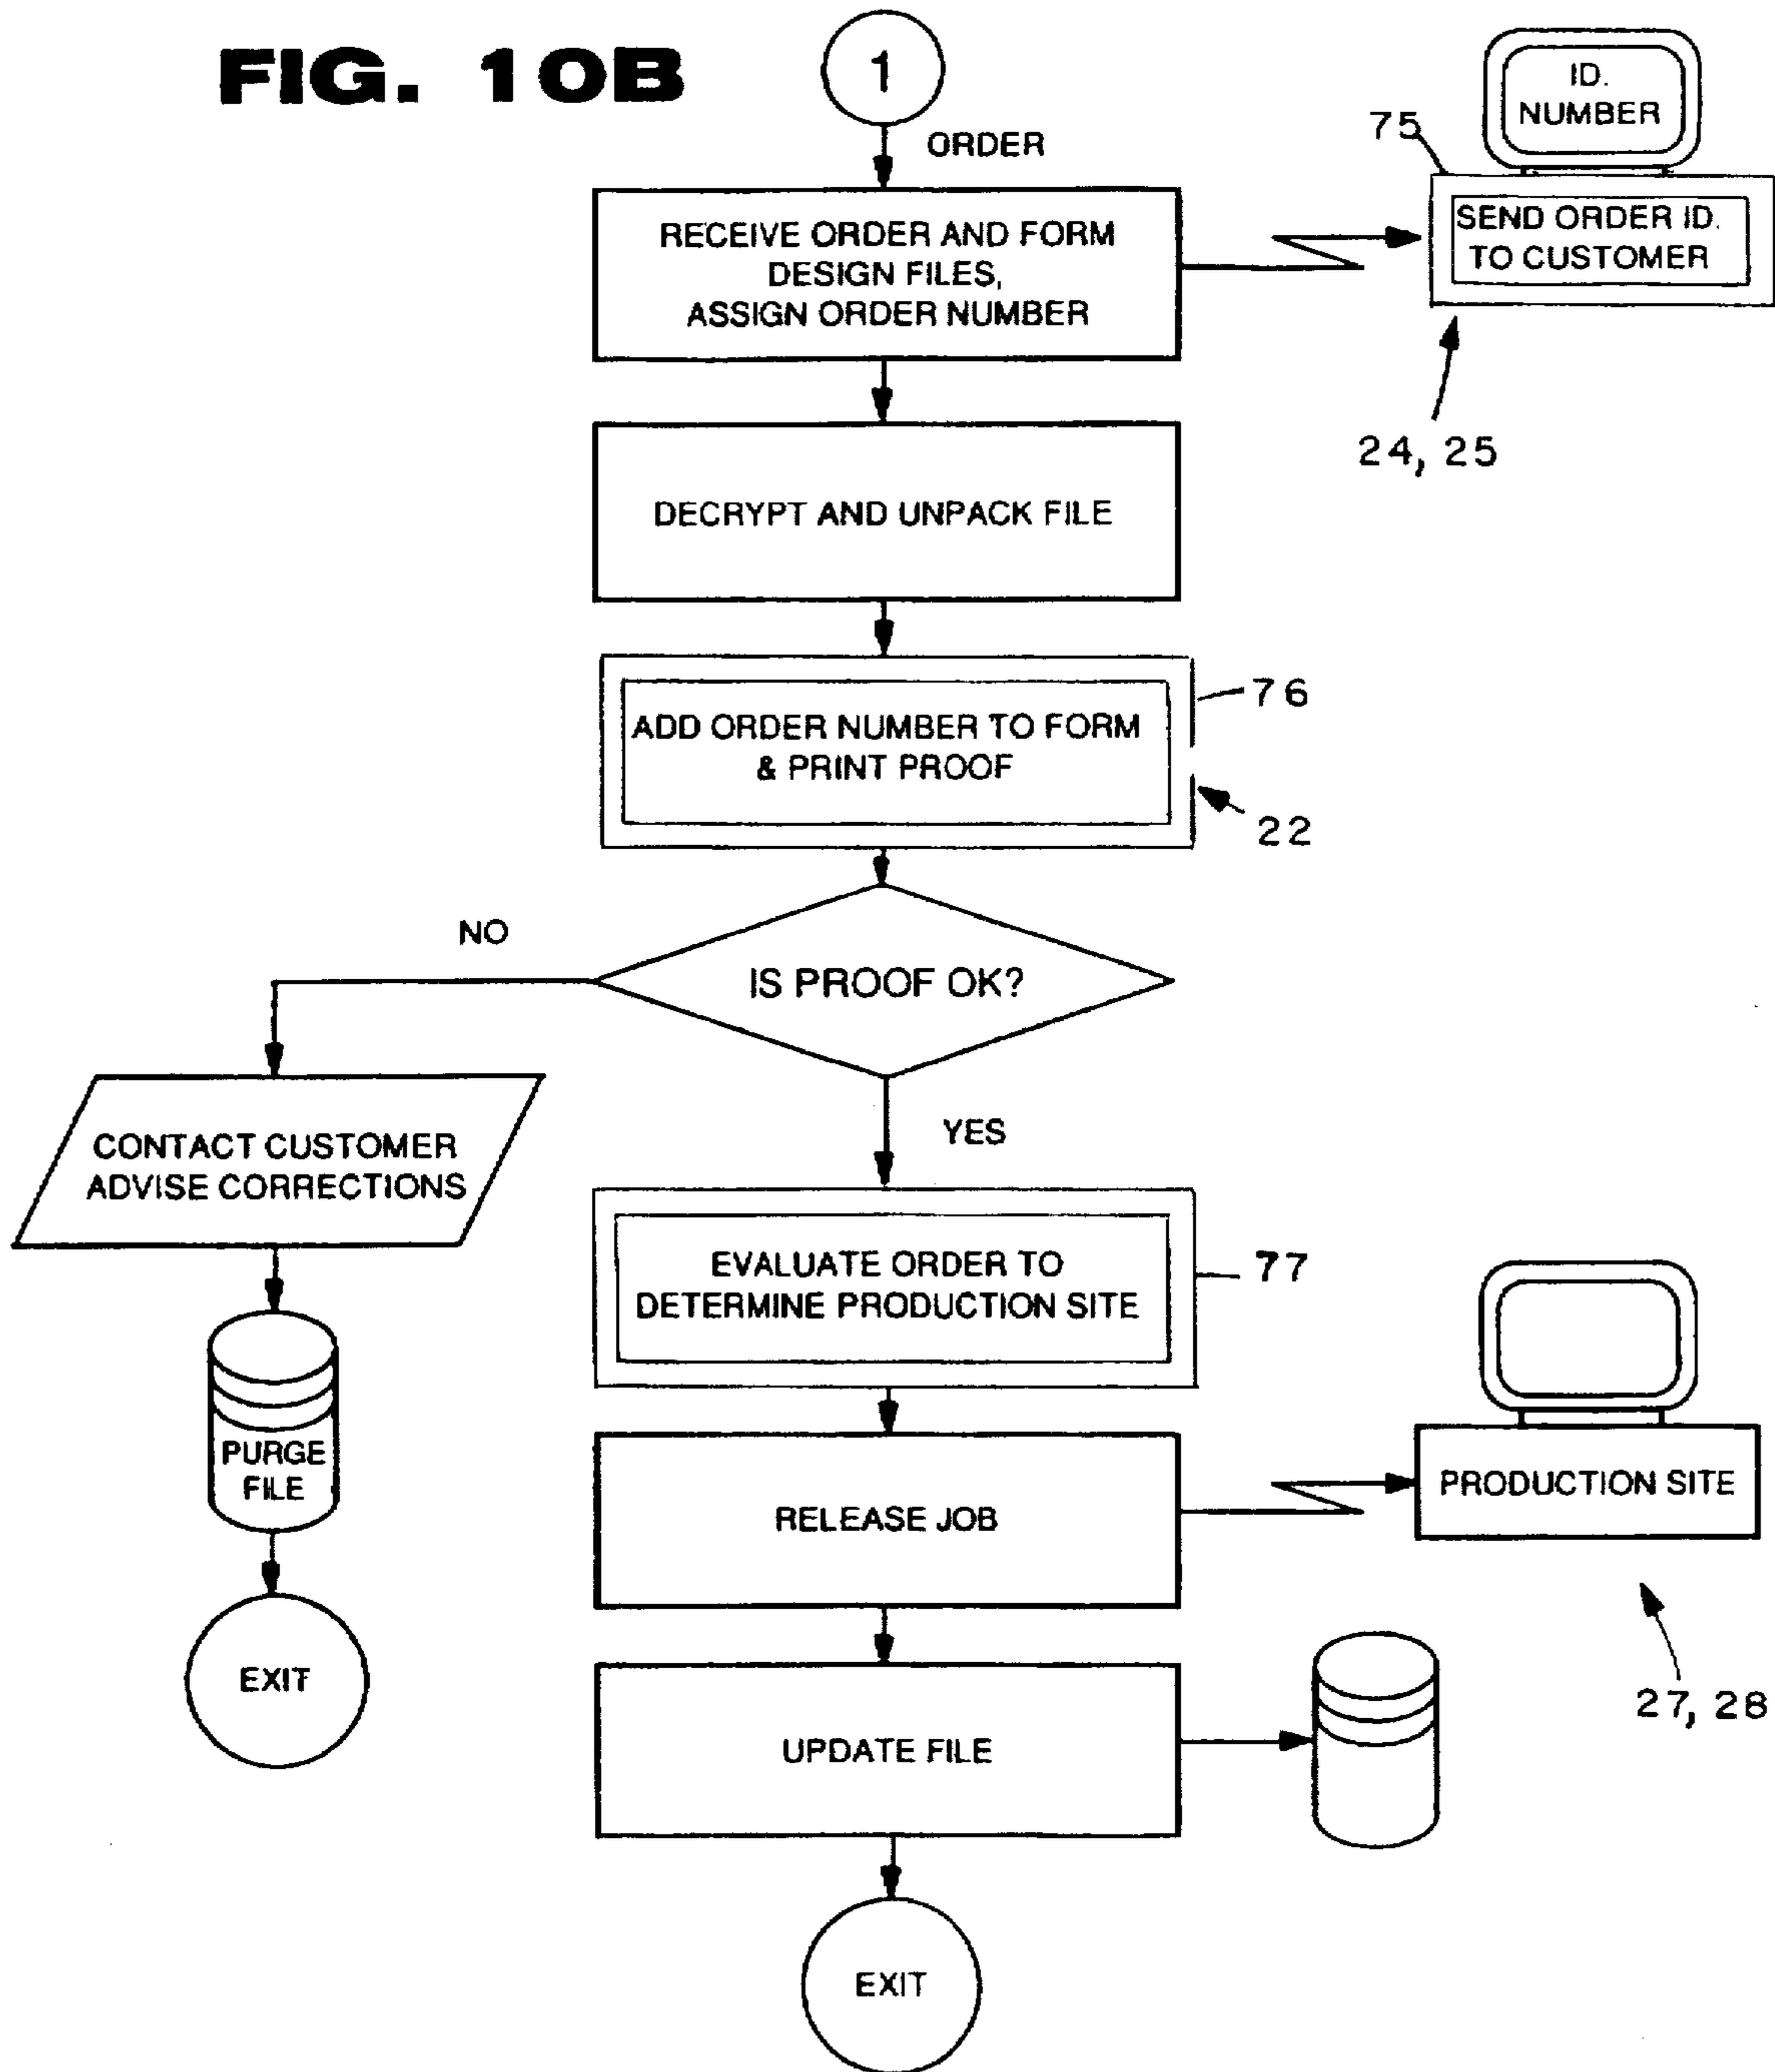 FIG. 10B
1
ORDER
ID.
NUMBER
75
RECEIVE ORDER AND FORM
DESIGN FILES,
ASSIGN ORDER NUMBER
SEND ORDER ID.
TO CUSTOMER
24, 25
DECRYPT AND UNPACK FILE
76
ADD ORDER NUMBER TO FORM
& PRINT PROOF
22
NO
IS PROOF OK?
YES
CONTACT CUSTOMER
ADVISE CORRECTIONS
EVALUATE ORDER TO
DETERMINE PRODUCTION SITE
77
PURGE
FILE
RELEASE JOB
PRODUCTION SITE
EXIT
27, 28
UPDATE FILE
EXIT